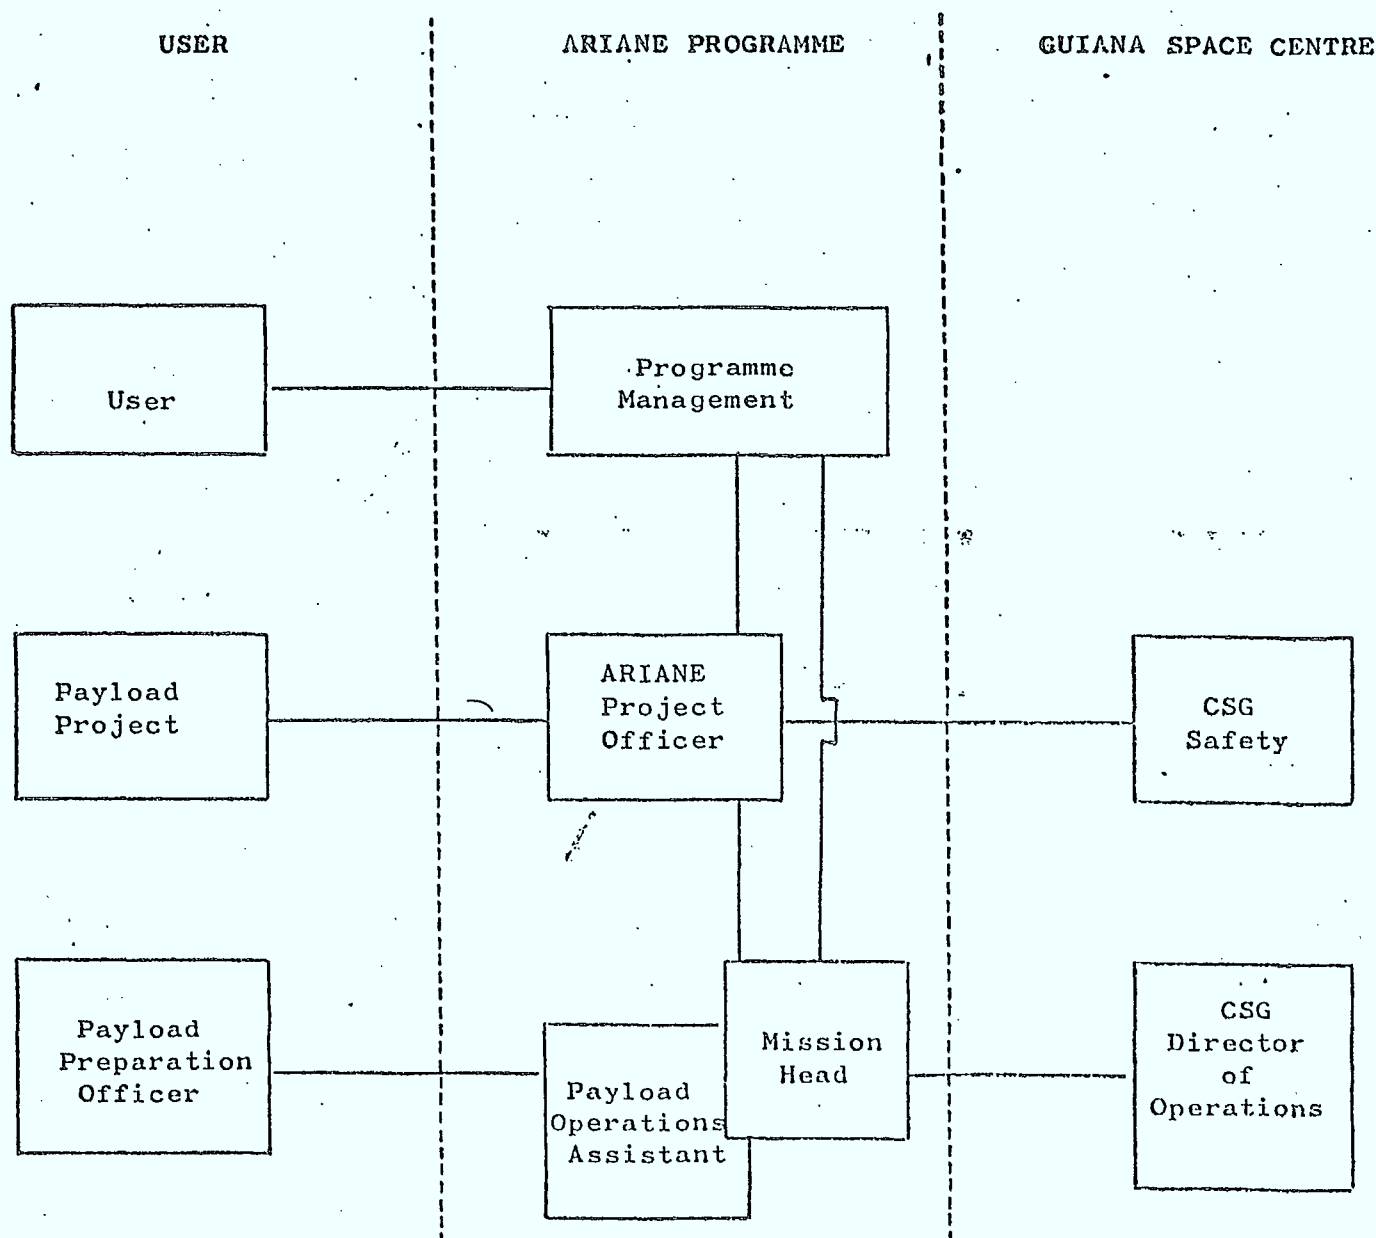 USER
ARIANE PROGRAMME
GUIANA SPACE CENTRE
User
Programme
Management
Payload
Project
ARIANE
Project
Officer
CSG
Safety
Payload
Preparation
Officer
Payload
Operations
Assistant
Mission
Head
CSG
Director
of
Operations